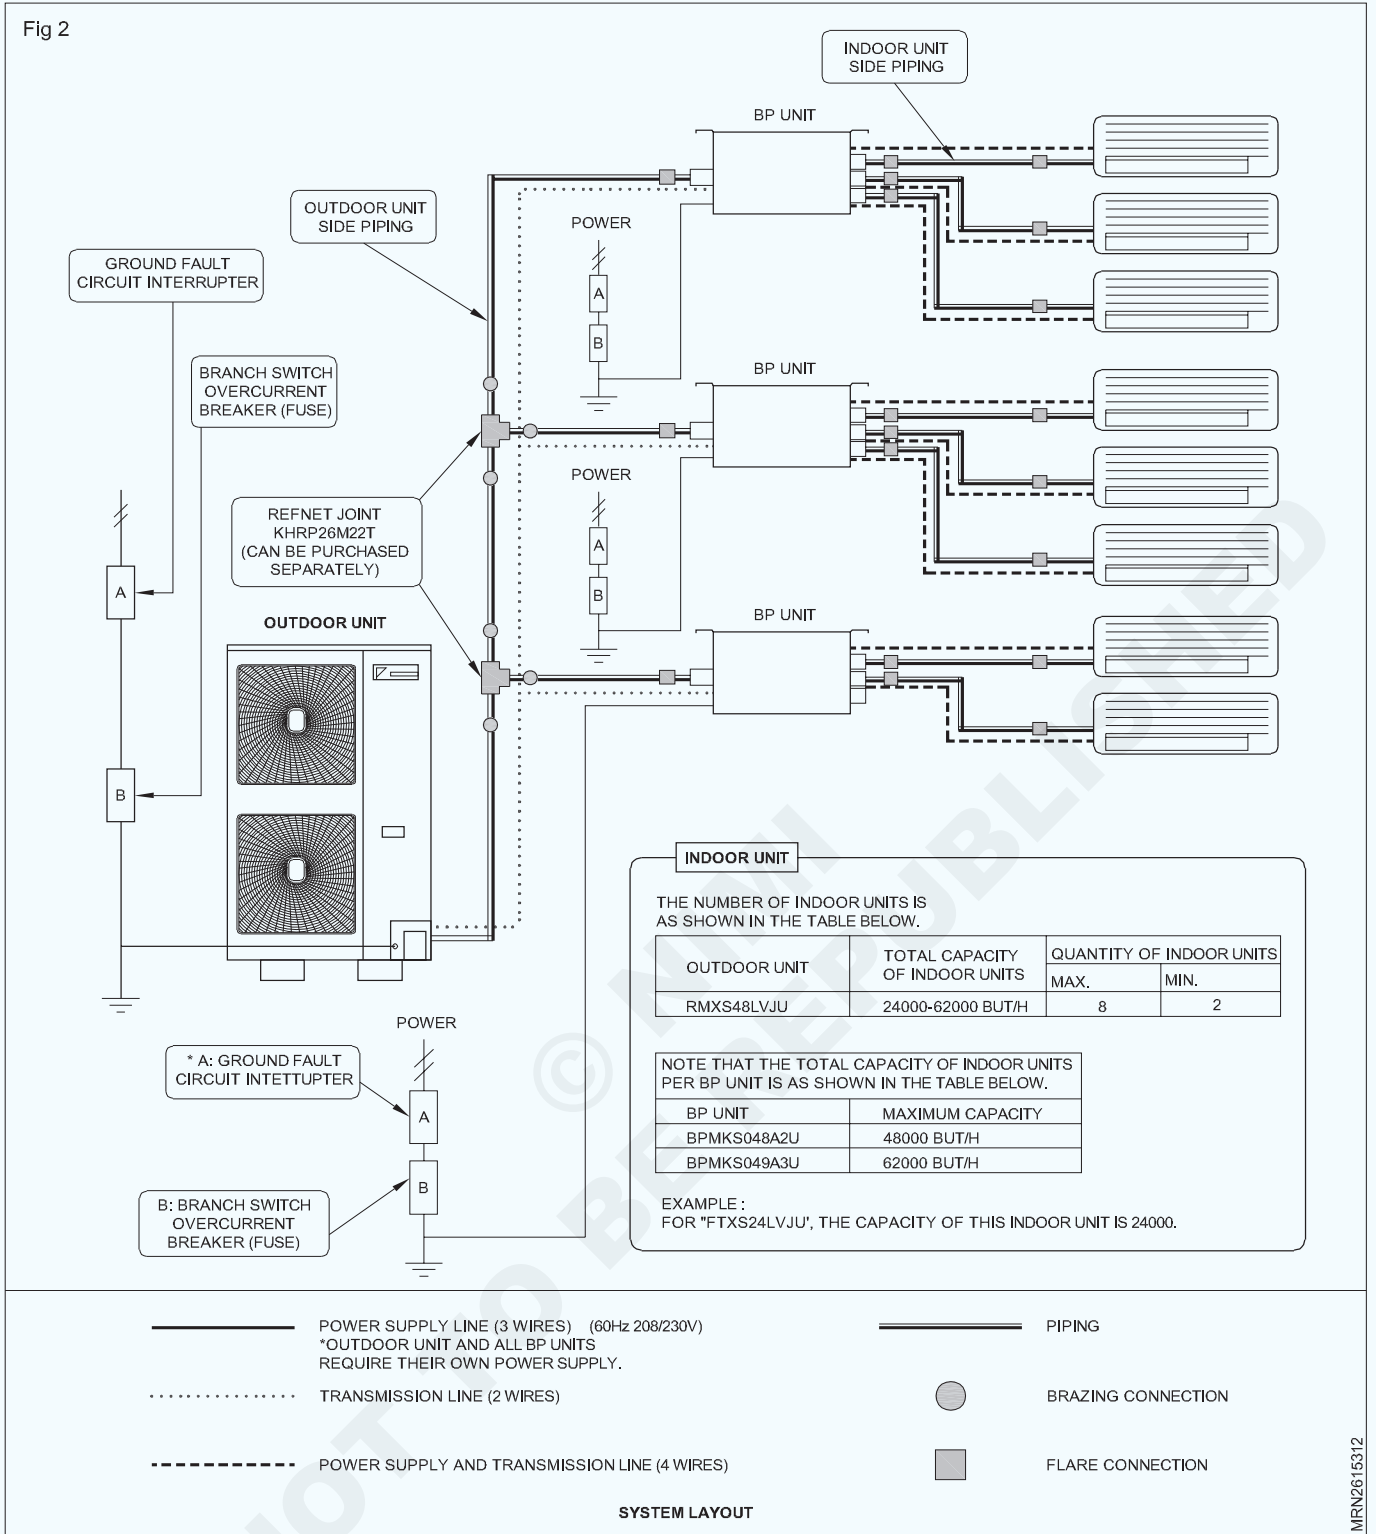 Fig 2
INDOOR UNIT
SIDE PIPING
BP UNIT
OUTDOOR UNIT
SIDE PIPING
POWER
GROUND FAULT
CIRCUIT INTERRUPTER
A
B
BRANCH SWITCH
OVERCURRENT
BREAKER (FUSE)
BP UNIT
POWER
REFNET JOINT
KHRP26M22T
(CAN BE PURCHASED
SEPARATELY)
A
B
A
OUTDOOR UNIT
BP UNIT
B
INDOOR UNIT
THE NUMBER OF INDOOR UNITS IS
AS SHOWN IN THE TABLE BELOW.
OUTDOOR UNIT TOTAL CAPACITY OF INDOOR UNITS QUANTITY OF INDOOR UNITS
MAX. MIN.
RMXS48LVJU 24000-62000 BUT/H 8 2
POWER
* A: GROUND FAULT
CIRCUIT INTETTUPTER
A
NOTE THAT THE TOTAL CAPACITY OF INDOOR UNITS
PER BP UNIT IS AS SHOWN IN THE TABLE BELOW.
BP UNIT MAXIMUM CAPACITY
BPMKS048A2U 48000 BUT/H
BPMKS049A3U 62000 BUT/H
B
B: BRANCH SWITCH
OVERCURRENT
BREAKER (FUSE)
EXAMPLE :
FOR "FTXS24LVJU', THE CAPACITY OF THIS INDOOR UNIT IS 24000.
POWER SUPPLY LINE (3 WIRES) (60Hz 208/230V)
*OUTDOOR UNIT AND ALL BP UNITS
REQUIRE THEIR OWN POWER SUPPLY.
PIPING
TRANSMISSION LINE (2 WIRES)
BRAZING CONNECTION
POWER SUPPLY AND TRANSMISSION LINE (4 WIRES)
FLARE CONNECTION
SYSTEM LAYOUT
MRN2615312
© NIMI
NOT TO BE REPUBLISHED